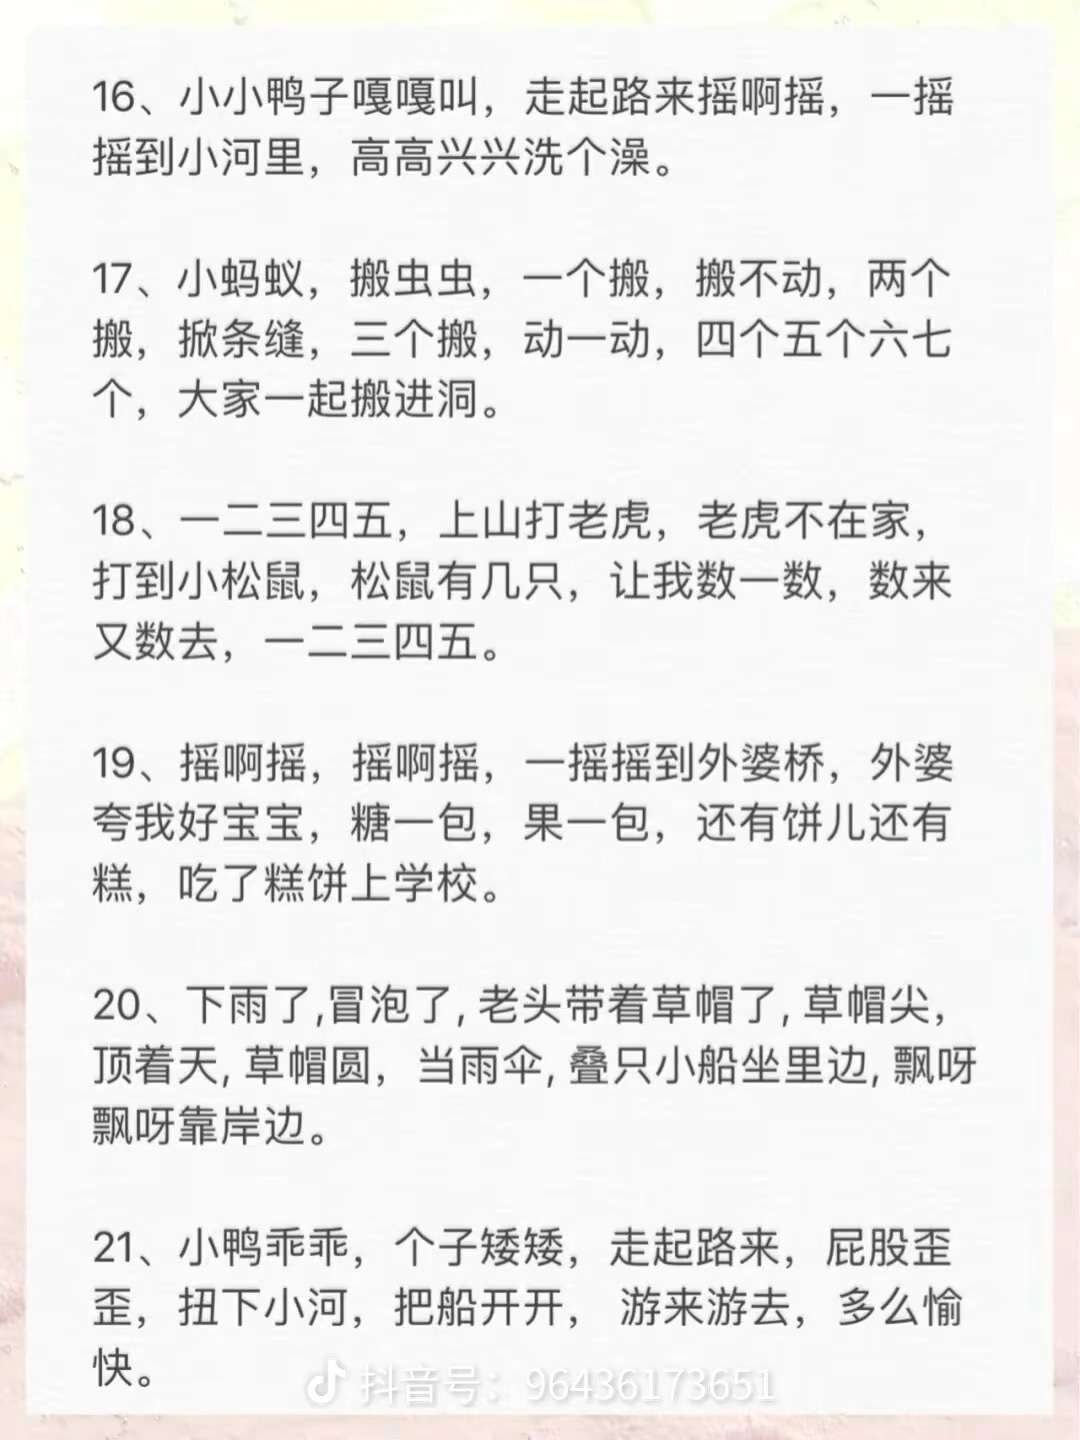 16、小小鸭子嘎嘎叫，走起路来摇啊摇，一摇
摇到小河里，高高兴兴洗个澡。
17、小蚂蚁，搬虫虫，一个搬，搬不动，两个
搬，掀条缝，三个搬，动一动，四个五个六七
个，大家一起搬进洞。
18、一二三四五，上山打老虎，老虎不在家，
打到小松鼠，松鼠有几只，让我数一数，数来
又数去，一二三四五。
19、摇啊摇，摇啊摇，一摇摇到外婆桥，外婆
夸我好宝宝，糖一包，果一包，还有饼儿还有
糕，吃了糕饼上学校。
20、下雨了,冒泡了,老头带着草帽了,草帽尖，
顶着天,草帽圆，当雨伞,叠只小船坐里边,飘呀
飘呀靠岸边。
21、小鸭乖乖，个子矮矮，走起路来，屁股歪
歪，扭下小河，把船开开， 游来游去，多么愉
快。
抖音号：96436173651